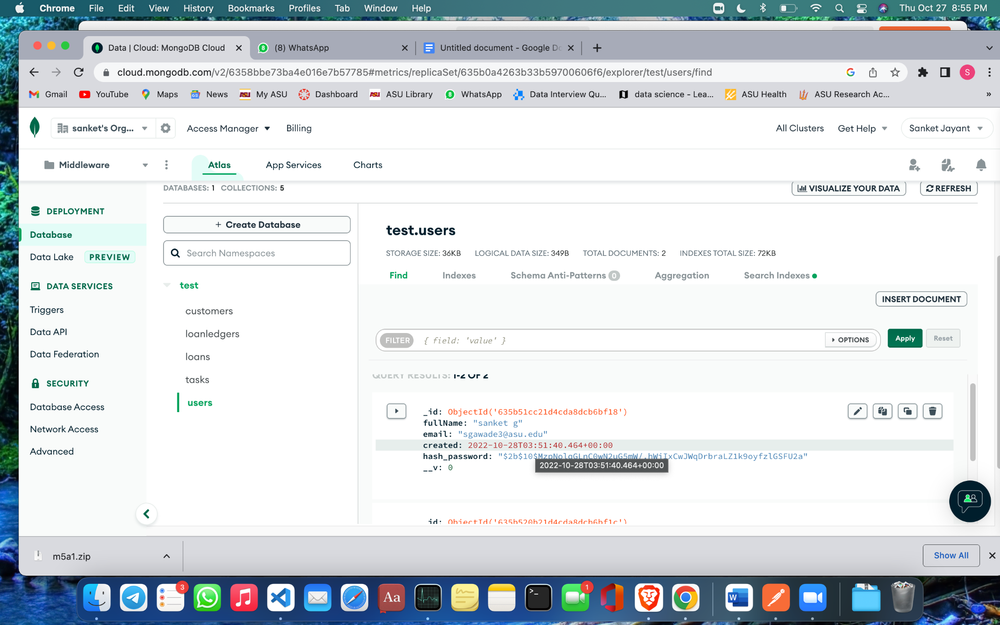 Chrome File Edit View History Bookmarks Profiles Tab Window Help Thu Oct 27 8:55 PM
Data | Cloud: MongoDB Cloud (8) WhatsApp Untitled document - Google Do
cloud.mongodb.com/v2/6358bbe73ba4e016e7b57785#metrics/replicaSet/635b0a4263b33b59700606f6/explorer/test/users/find S
Gmail YouTube Maps News My ASU Dashboard ASU Library WhatsApp Data Interview Qu... data science - Lea... ASU Health ASU Research Ac... »
sanket's Org... Access Manager Billing All Clusters Get Help Sanket Jayant
Middleware Atlas App Services Charts
DATABASES: 1 COLLECTIONS: 5 VISUALIZE YOUR DATA REFRESH
DEPLOYMENT
Database
Data Lake PREVIEW
DATA SERVICES
Triggers
Data API
Data Federation
SECURITY
Database Access
Network Access
Advanced
+ Create Database
Search Namespaces
test
customers
loanledgers
loans
tasks
users
test.users
STORAGE SIZE: 36KB LOGICAL DATA SIZE: 349B TOTAL DOCUMENTS: 2 INDEXES TOTAL SIZE: 72KB
Find Indexes Schema Anti-Patterns 0 Aggregation Search Indexes
INSERT DOCUMENT
FILTER { field: 'value' } OPTIONS Apply Reset
QUERY RESULTS: 1-2 OF 2
_id: ObjectId('635b51cc21d4cda8dcb6bf18')
fullName: "sanket g"
email: "sgawade3@asu.edu"
created: 2022-10-28T03:51:40.464+00:00
hash_password: "$2b$10$MzpNolqGLnC0wN2uG5mW/.hWjIxCwJWqDrbraLZ1k9oyfzlGSFU2a"
2022-10-28T03:51:40.464+00:00
__v: 0
_id: ObjectId('635b520b21d4cda8dcb6bf1c')
m5a1.zip Show All
3 Aa >_ 1 W